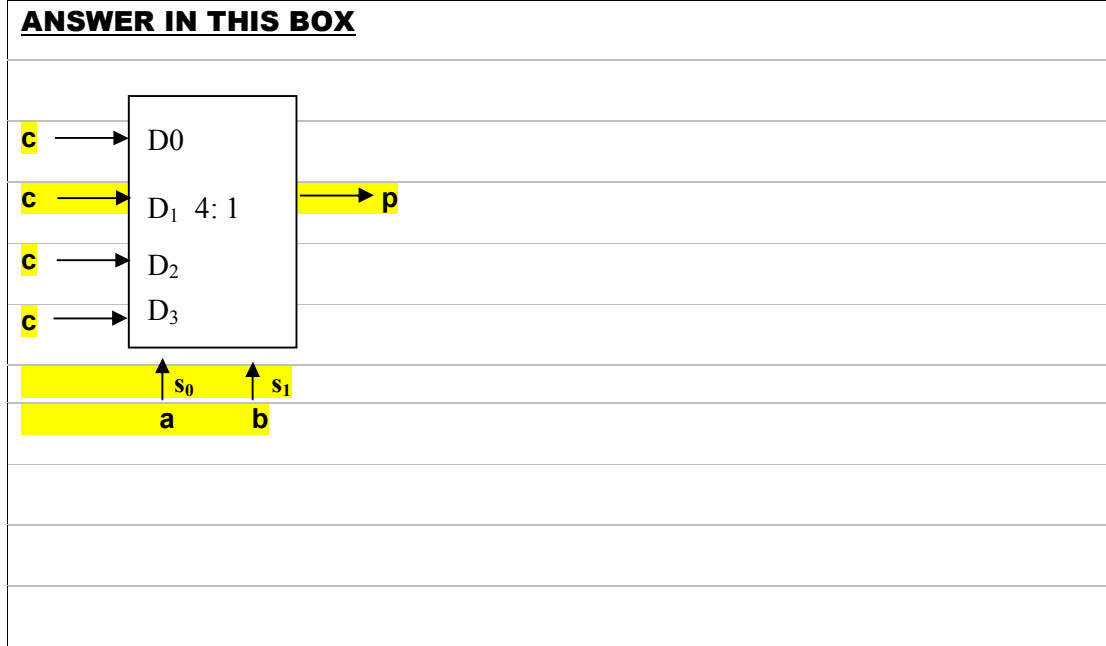 ANSWER IN THIS BOX
c D0
c D₁ 4: 1 p
c D₂
c D₃
s₀ s₁
a b